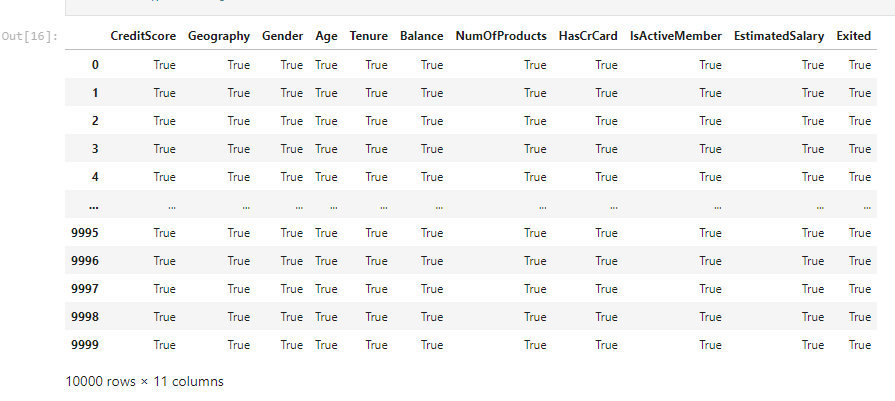 Out[16]:
CreditScore Geography Gender Age Tenure Balance NumOfProducts HasCrCard IsActiveMember EstimatedSalary Exited
0 True True True True True True True True True True True
1 True True True True True True True True True True True
2 True True True True True True True True True True True
3 True True True True True True True True True True True
4 True True True True True True True True True True True
... ... ... ... ... ... ... ... ... ... ... ...
9995 True True True True True True True True True True True
9996 True True True True True True True True True True True
9997 True True True True True True True True True True True
9998 True True True True True True True True True True True
9999 True True True True True True True True True True True
10000 rows × 11 columns